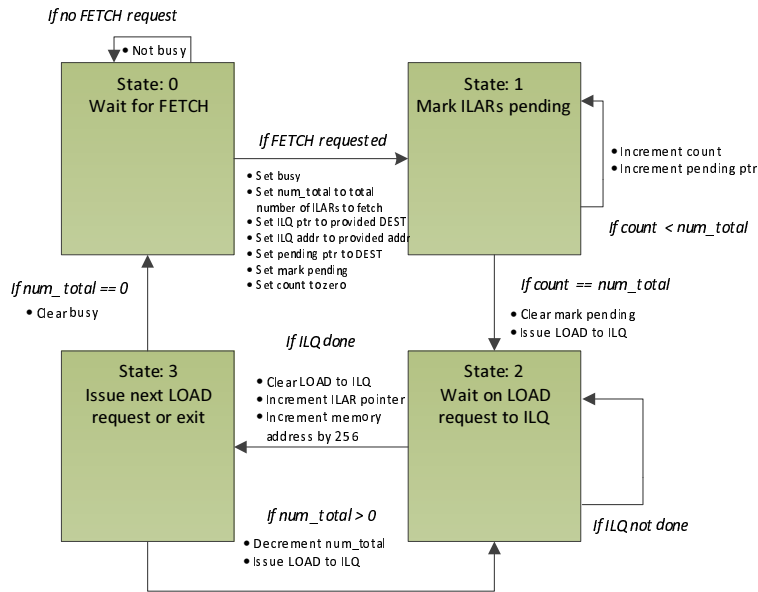 If no FETCH request
• Not busy
State: 0
Wait for FETCH
State: 1
Mark ILARs pending
If FETCH requested
• Set busy
• Set num_total to total
number of ILARs to fetch
• Set ILQ ptr to provided DEST
• Set ILQ addr to provided addr
• Set pending ptr to DEST
• Set mark pending
• Set count to zero
• Increment count
• Increment pending ptr
If count < num_total
If num_total == 0
• Clear busy
If count == num_total
• Clear mark pending
• Issue LOAD to ILQ
If ILQ done
• Clear LOAD to ILQ
• Increment ILAR pointer
• Increment memory
address by 256
State: 3
Issue next LOAD
request or exit
State: 2
Wait on LOAD
request to ILQ
If num_total > 0
• Decrement num_total
• Issue LOAD to ILQ
If ILQ not done